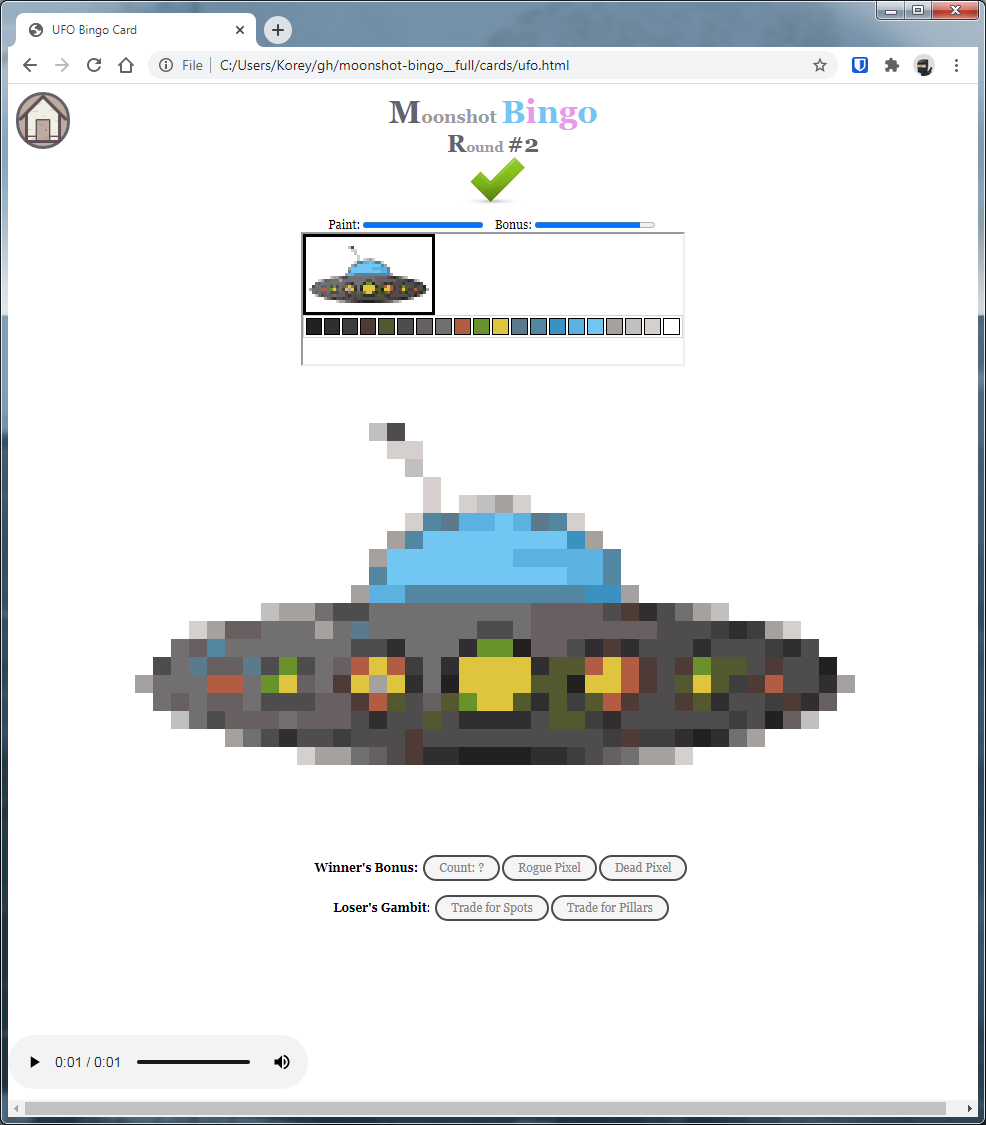 UFO Bingo Card
File
C:/Users/Korey/gh/moonshot-bingo__full/cards/ufo.html
Moonshot Bingo
Round #2
Paint:
Bonus:
Winner's Bonus: Count: ? Rogue Pixel Dead Pixel
Loser's Gambit: Trade for Spots Trade for Pillars
0:01 / 0:01